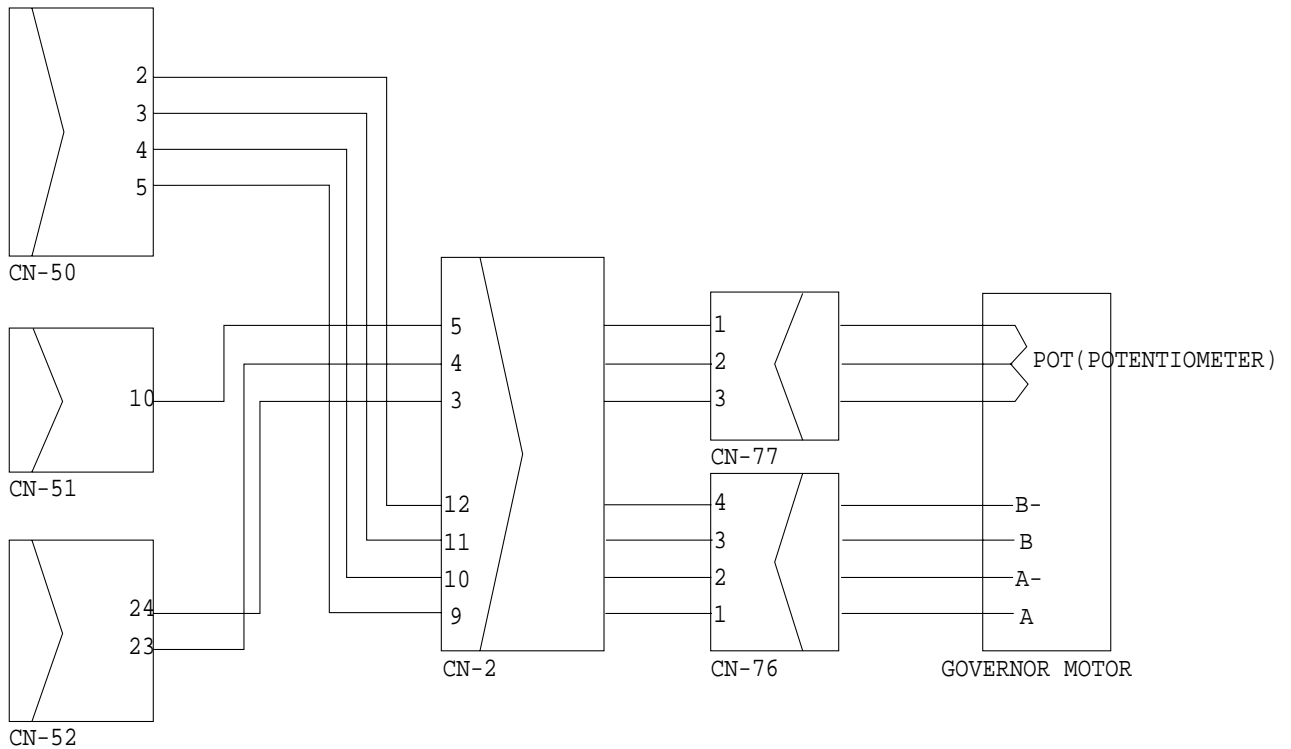 2
3
4
5
CN-50
10
CN-51
24
23
CN-52
5
4
3
12
11
10
9
CN-2
1
2
3
CN-77
4
3
2
1
CN-76
POT(POTENTIOMETER)
B-
B
A-
A
GOVERNOR MOTOR